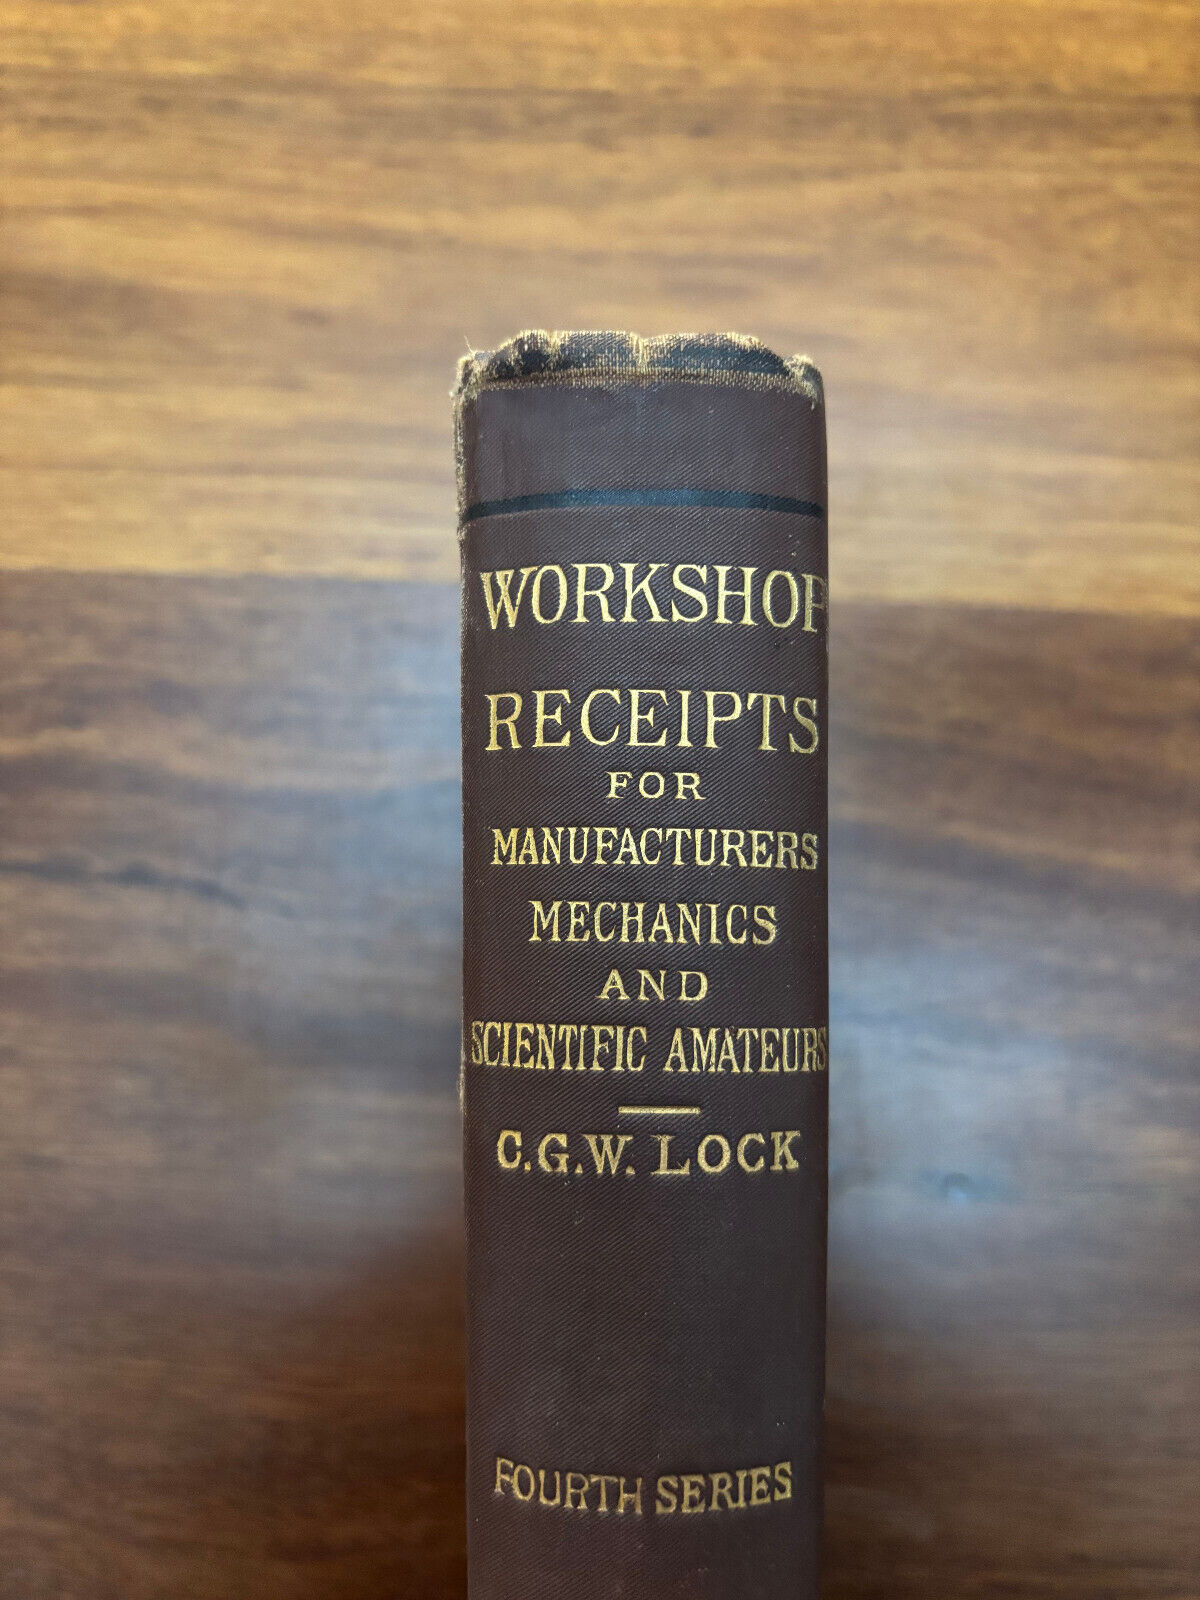 WORKSHOP
RECEIPTS
FOR
MANUFACTURERS
MECHANICS
AND
SCIENTIFIC AMATEURS
C.G.W. LOCK
FOURTH SERIES